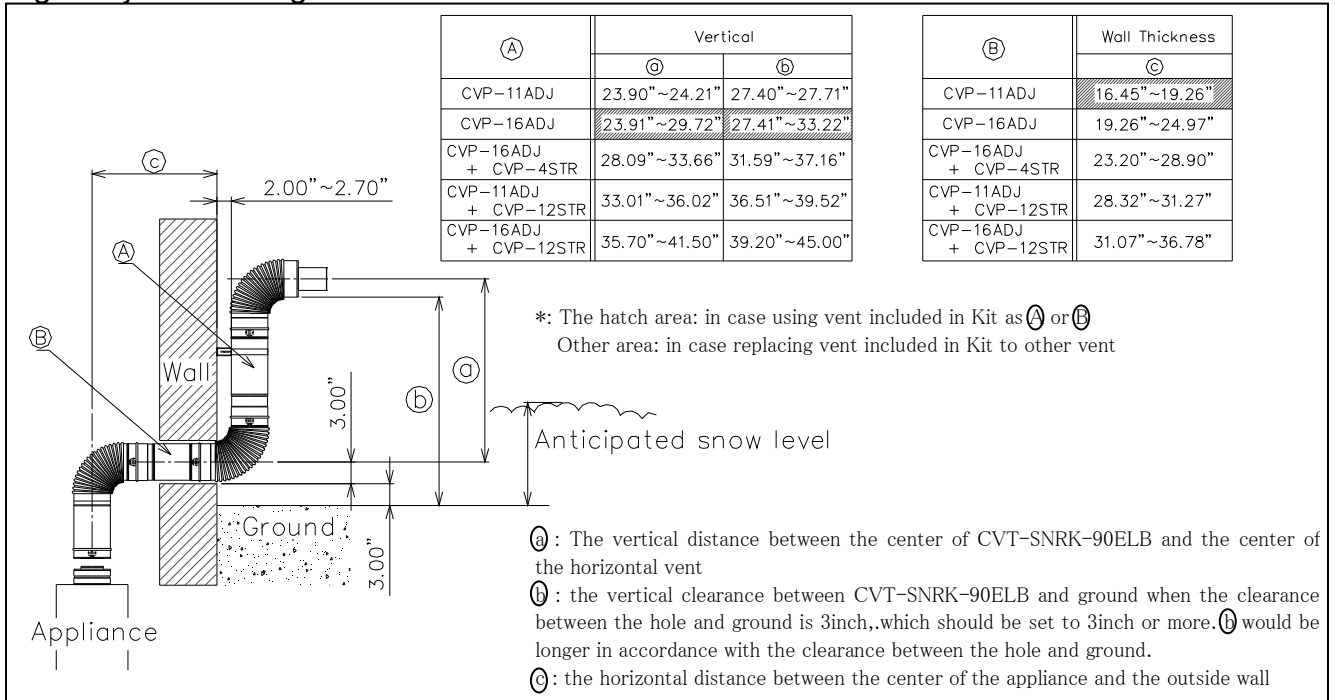 Ⓐ Vertical
ⓐ ⓑ
CVP-11ADJ 23.90"~24.21" 27.40"~27.71"
CVP-16ADJ 23.91"~29.72" 27.41"~33.22"
CVP-16ADJ
+ CVP-4STR 28.09"~33.66" 31.59"~37.16"
CVP-11ADJ
+ CVP-12STR 33.01"~36.02" 36.51"~39.52"
CVP-16ADJ
+ CVP-12STR 35.70"~41.50" 39.20"~45.00"
Ⓑ Wall Thickness
ⓒ
CVP-11ADJ 16.45"~19.26"
CVP-16ADJ 19.26"~24.97"
CVP-16ADJ
+ CVP-4STR 23.20"~28.90"
CVP-11ADJ
+ CVP-12STR 28.32"~31.27"
CVP-16ADJ
+ CVP-12STR 31.07"~36.78"
ⓒ
2.00"~2.70"
Ⓐ
Ⓑ
Wall
3.00"
ⓑ
ⓐ
Anticipated snow level
Ground
3.00"
Appliance
*: The hatch area: in case using vent included in Kit as Ⓐ or Ⓑ
Other area: in case replacing vent included in Kit to other vent
ⓐ: The vertical distance between the center of CVT-SNRK-90ELB and the center of
the horizontal vent
ⓑ: the vertical clearance between CVT-SNRK-90ELB and ground when the clearance
between the hole and ground is 3inch,.which should be set to 3inch or more. ⓑ would be
longer in accordance with the clearance between the hole and ground.
ⓒ: the horizontal distance between the center of the appliance and the outside wall